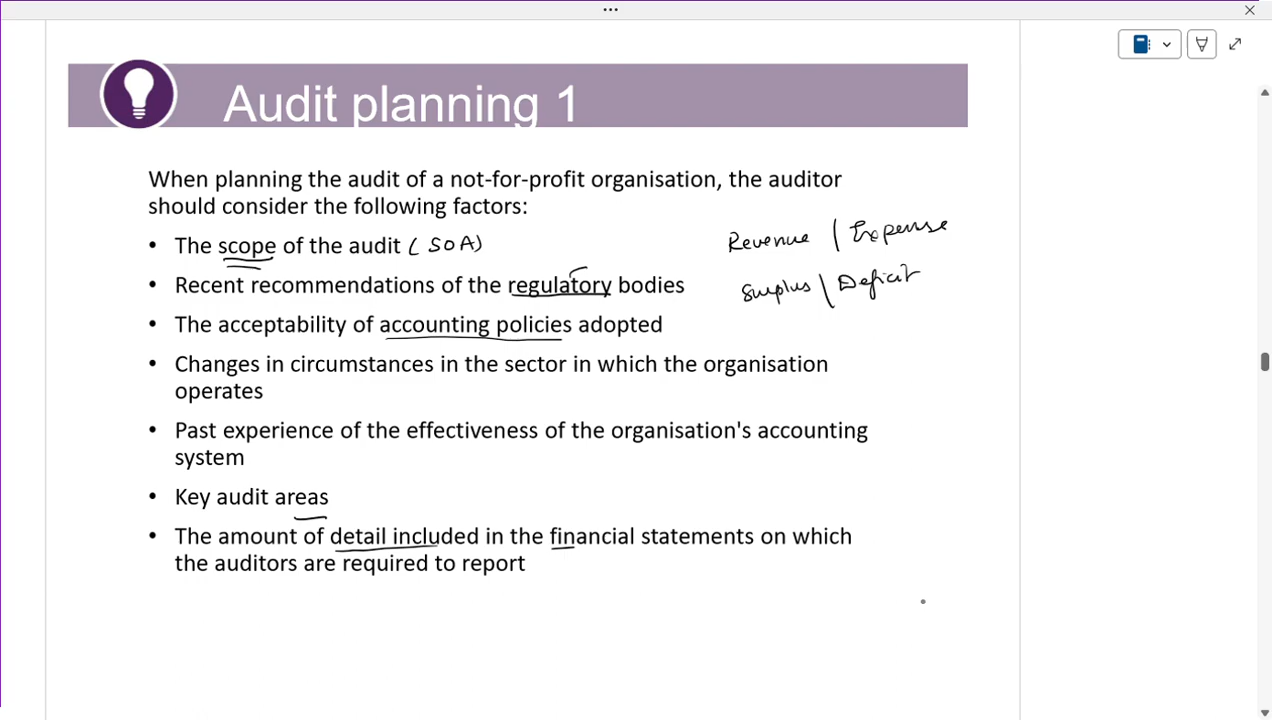 Audit planning 1
When planning the audit of a not-for-profit organisation, the auditor
should consider the following factors:
• The scope of the audit (SOA)
Revenue | Expense
• Recent recommendations of the regulatory bodies
Surplus | Deficit
• The acceptability of accounting policies adopted
• Changes in circumstances in the sector in which the organisation
operates
• Past experience of the effectiveness of the organisation's accounting
system
• Key audit areas
• The amount of detail included in the financial statements on which
the auditors are required to report